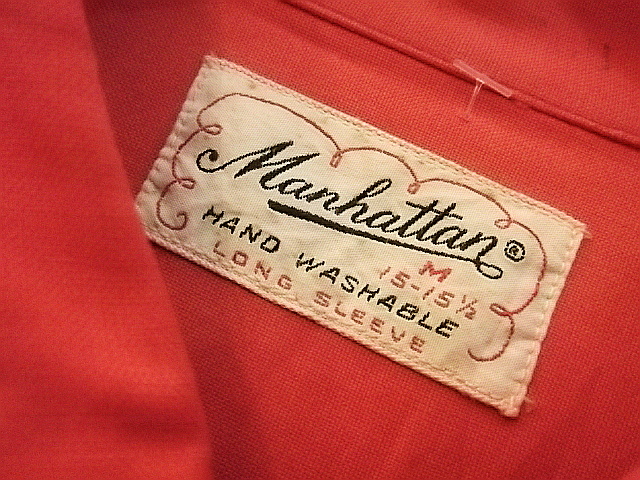 Manhattan®
M
15-15½
HAND WASHABLE
LONG SLEEVE